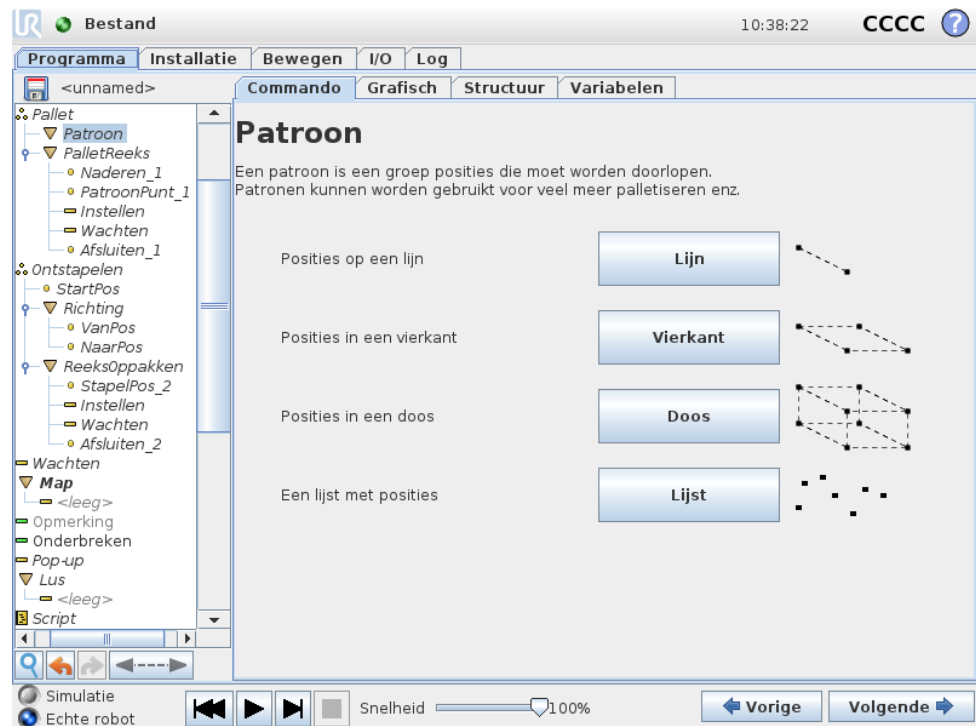 UR Bestand 10:38:22 CCCC ?
Programma Installatie Bewegen I/O Log
<unnamed>
Commando Grafisch Structuur Variabelen
Pallet
Patroon
PalletReeks
Naderen_1
PatroonPunt_1
Instellen
Wachten
Afsluiten_1
Ontstapelen
StartPos
Richting
VanPos
NaarPos
ReeksOppakken
StapelPos_2
Instellen
Wachten
Afsluiten_2
Wachten
Map
<leeg>
Opmerking
Onderbreken
Pop-up
Lus
<leeg>
Script
Patroon
Een patroon is een groep posities die moet worden doorlopen.
Patronen kunnen worden gebruikt voor veel meer palletiseren enz.
Posities op een lijn Lijn
Posities in een vierkant Vierkant
Posities in een doos Doos
Een lijst met posities Lijst
Simulatie
Echte robot
Snelheid 100%
Vorige Volgende